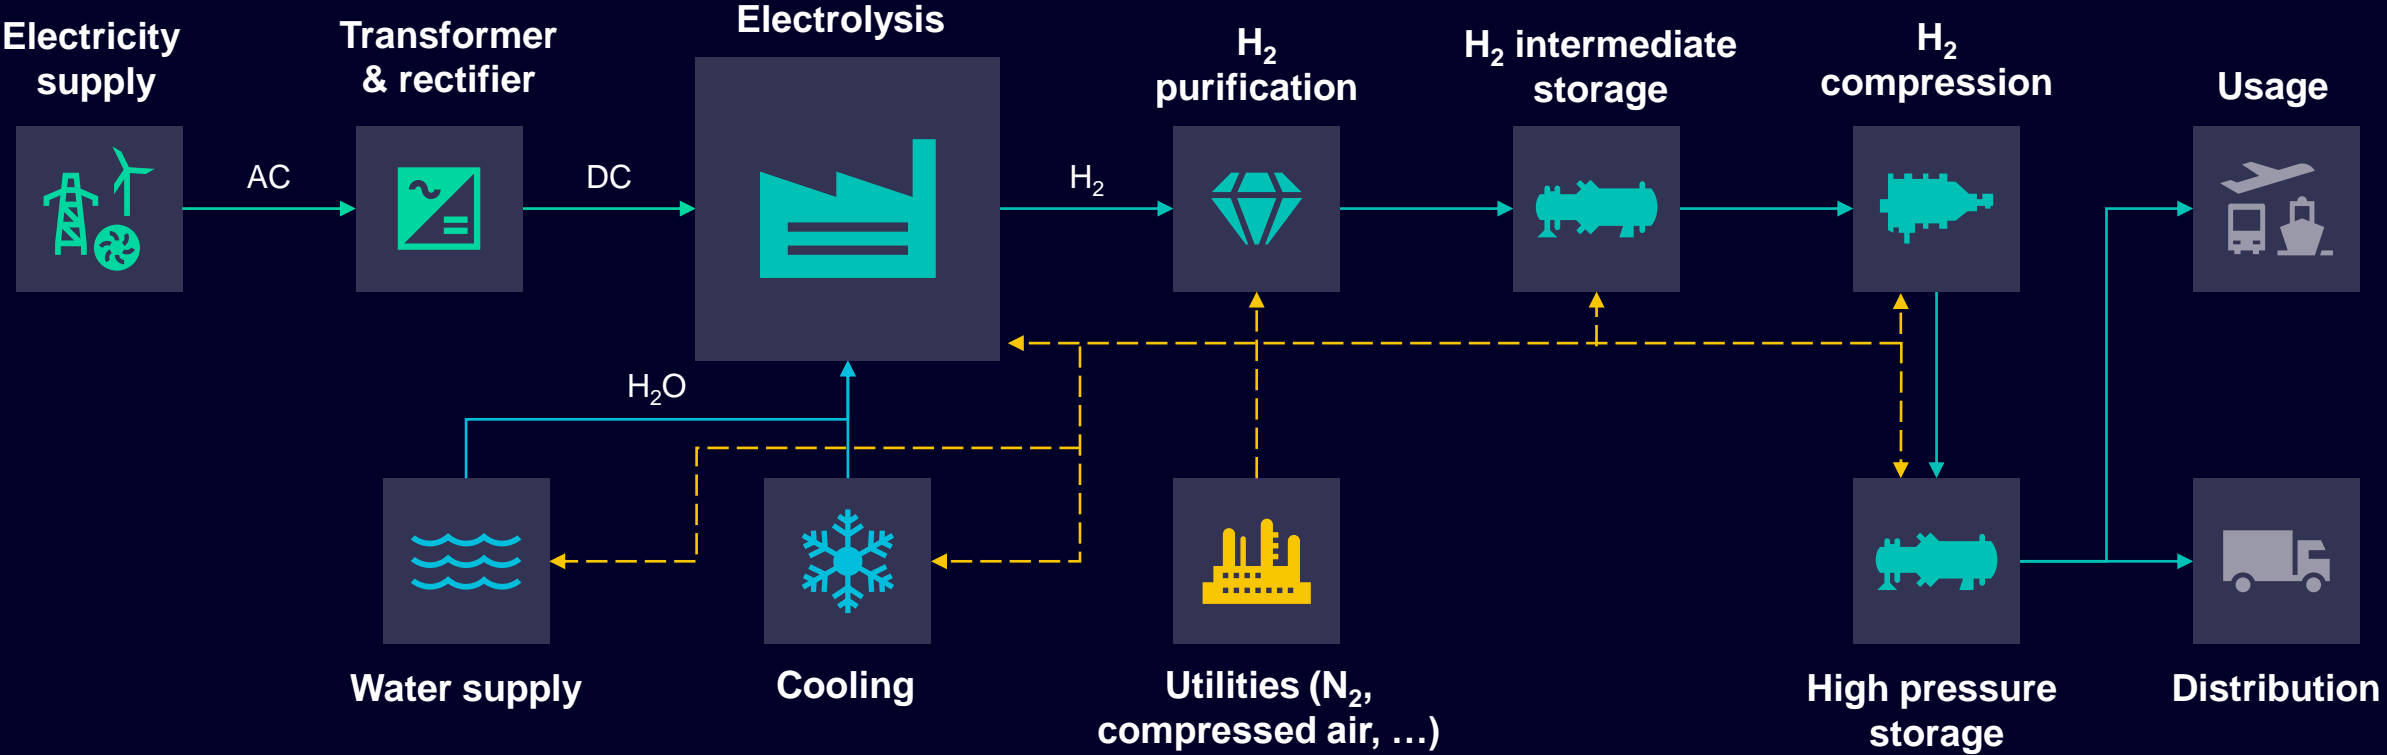 Electricity
supply
Transformer
& rectifier
Electrolysis
H₂
purification
H₂ intermediate
storage
H₂
compression
Usage
AC
DC
H₂
H₂O
Water supply
Cooling
Utilities (N₂,
compressed air, …)
High pressure
storage
Distribution